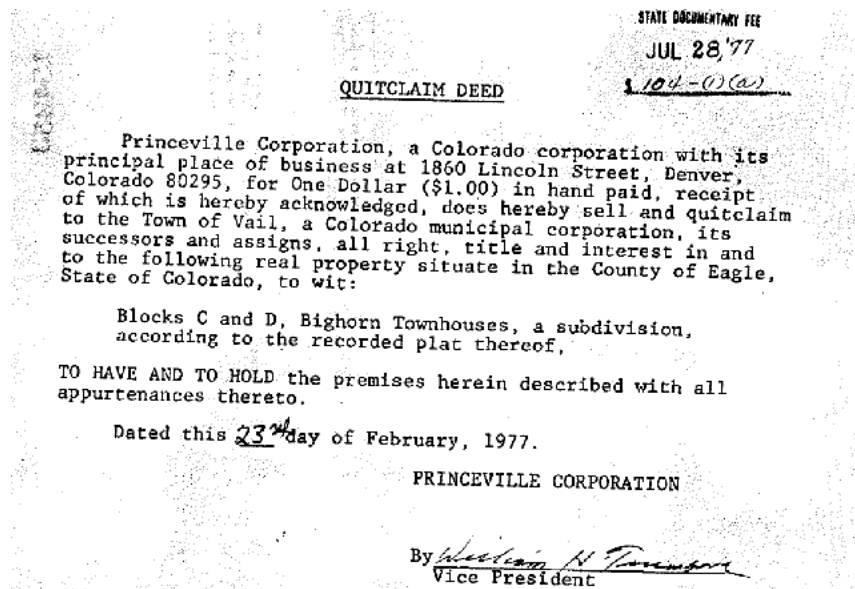 STATE DOCUMENTARY FEE
JUL 28 '77
$ 104-(1)(a)
QUITCLAIM DEED
Princeville Corporation, a Colorado corporation with its
principal place of business at 1860 Lincoln Street, Denver,
Colorado 80295, for One Dollar ($1.00) in hand paid, receipt
of which is hereby acknowledged, does hereby sell and quitclaim
to the Town of Vail, a Colorado municipal corporation, its
successors and assigns, all right, title and interest in and
to the following real property situate in the County of Eagle,
State of Colorado, to wit:
Blocks C and D, Bighorn Townhouses, a subdivision,
according to the recorded plat thereof,
TO HAVE AND TO HOLD the premises herein described with all
appurtenances thereto.
Dated this 23rd day of February, 1977.
PRINCEVILLE CORPORATION
By William H
Vice President